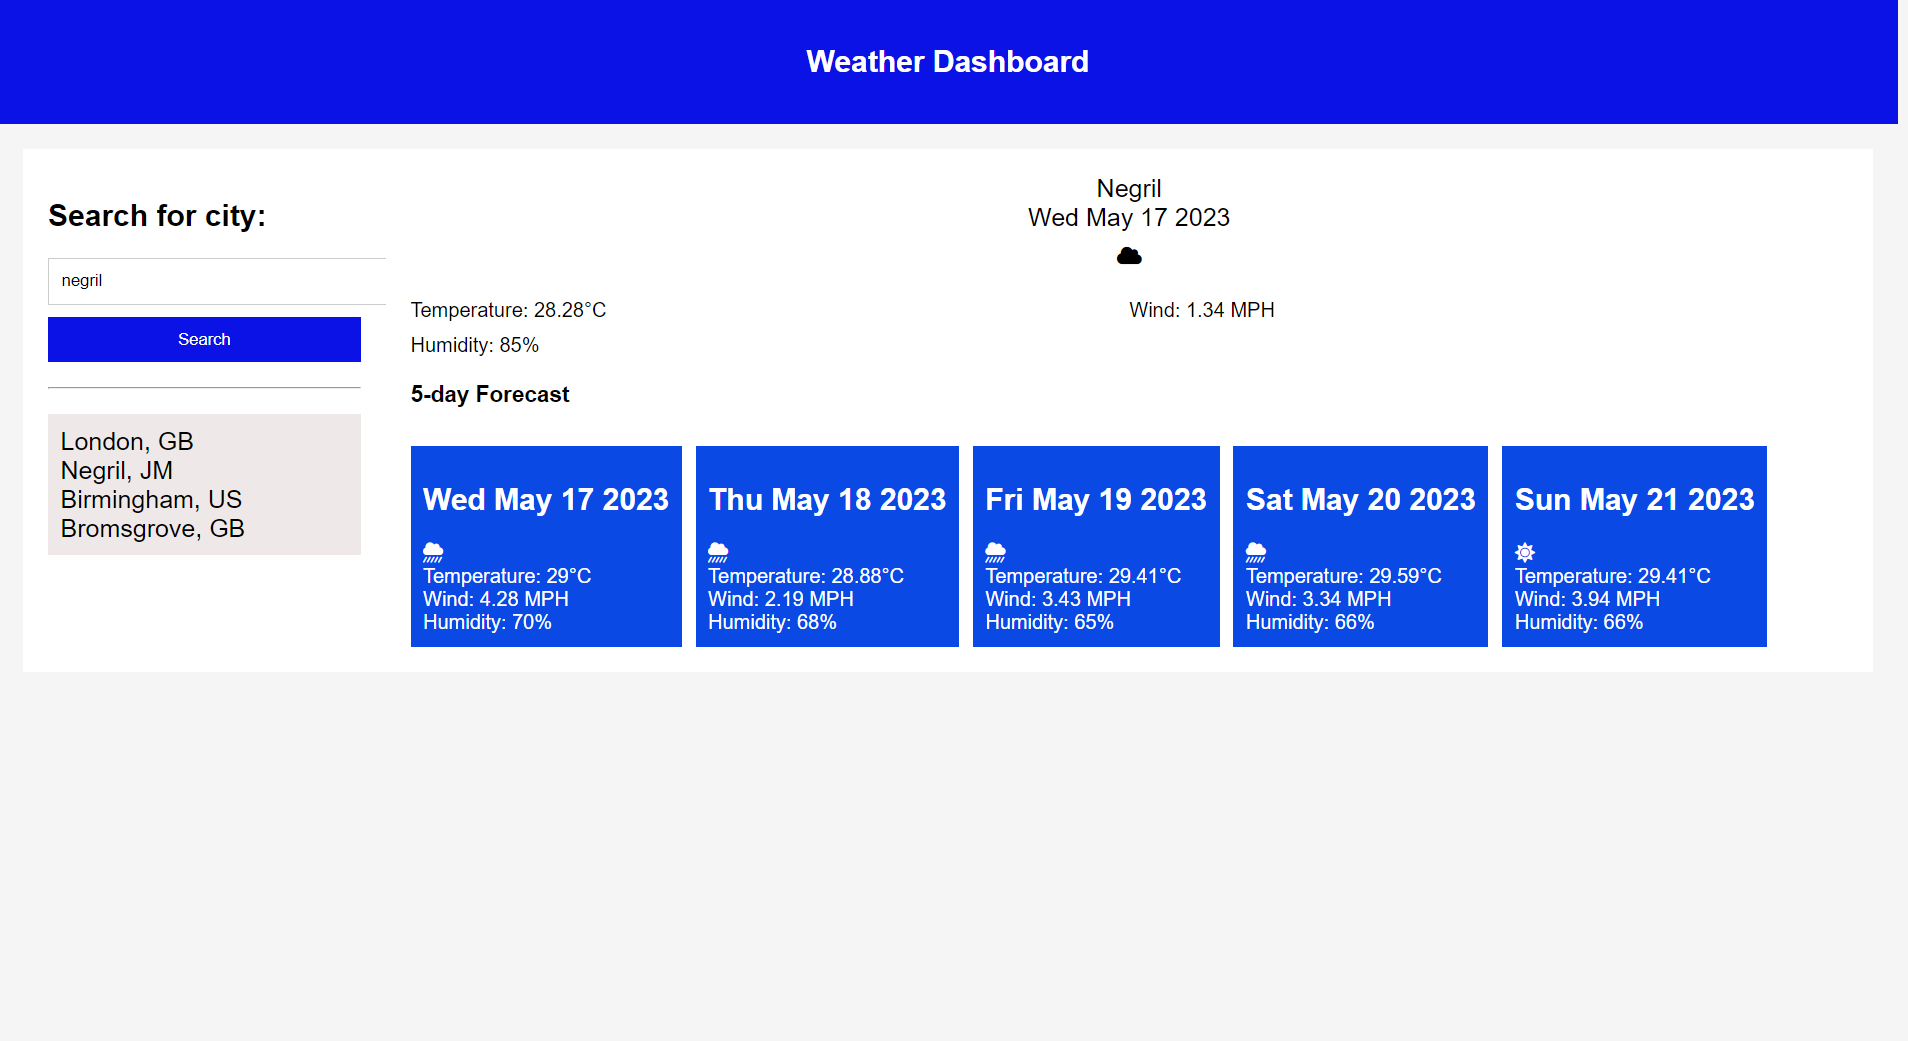 Weather Dashboard
Search for city:
negril
Search
London, GB
Negril, JM
Birmingham, US
Bromsgrove, GB
Negril
Wed May 17 2023
Temperature: 28.28°C
Wind: 1.34 MPH
Humidity: 85%
5-day Forecast
Wed May 17 2023
Temperature: 29°C
Wind: 4.28 MPH
Humidity: 70%
Thu May 18 2023
Temperature: 28.88°C
Wind: 2.19 MPH
Humidity: 68%
Fri May 19 2023
Temperature: 29.41°C
Wind: 3.43 MPH
Humidity: 65%
Sat May 20 2023
Temperature: 29.59°C
Wind: 3.34 MPH
Humidity: 66%
Sun May 21 2023
Temperature: 29.41°C
Wind: 3.94 MPH
Humidity: 66%